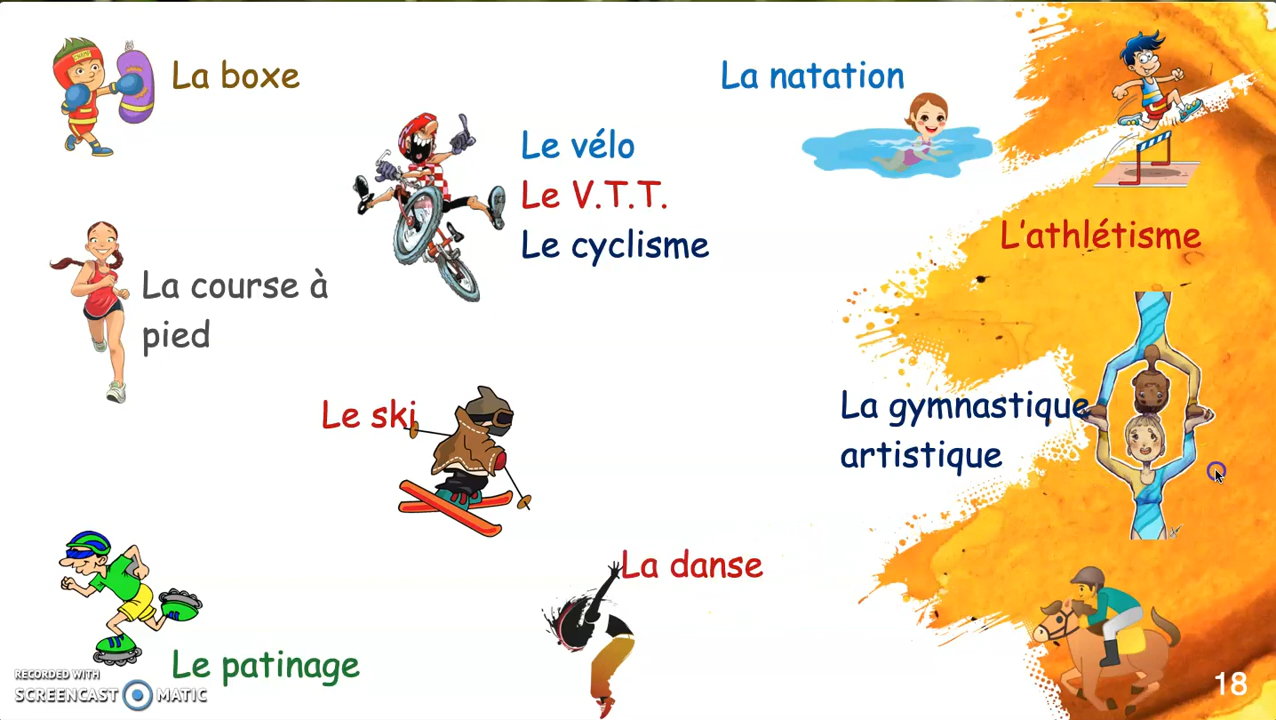 La boxe
La natation
Le vélo
Le V.T.T.
Le cyclisme
L'athlétisme
La course à
pied
Le ski
La gymnastique
artistique
La danse
Le patinage
RECORDED WITH
SCREENCAST MATIC
18